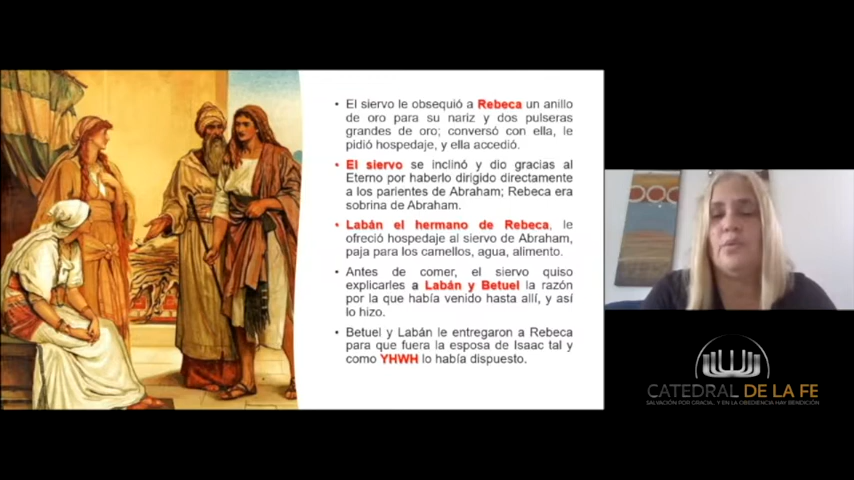 • El siervo le obsequió a Rebeca un anillo
de oro para su nariz y dos pulseras
grandes de oro; conversó con ella, le
pidió hospedaje, y ella accedió.
• El siervo se inclinó y dio gracias al
Eterno por haberlo dirigido directamente
a los parientes de Abraham; Rebeca era
sobrina de Abraham.
• Labán el hermano de Rebeca, le
ofreció hospedaje al siervo de Abraham,
paja para los camellos, agua, alimento.
• Antes de comer, el siervo quiso
explicarles a Labán y Betuel la razón
por la que había venido hasta allí, y así
lo hizo.
• Betuel y Labán le entregaron a Rebeca
para que fuera la esposa de Isaac tal y
como YHWH lo había dispuesto.
CATEDRAL DE LA FE
SALVACIÓN POR GRACIA, Y EN LA OBEDIENCIA HAY BENDICIÓN